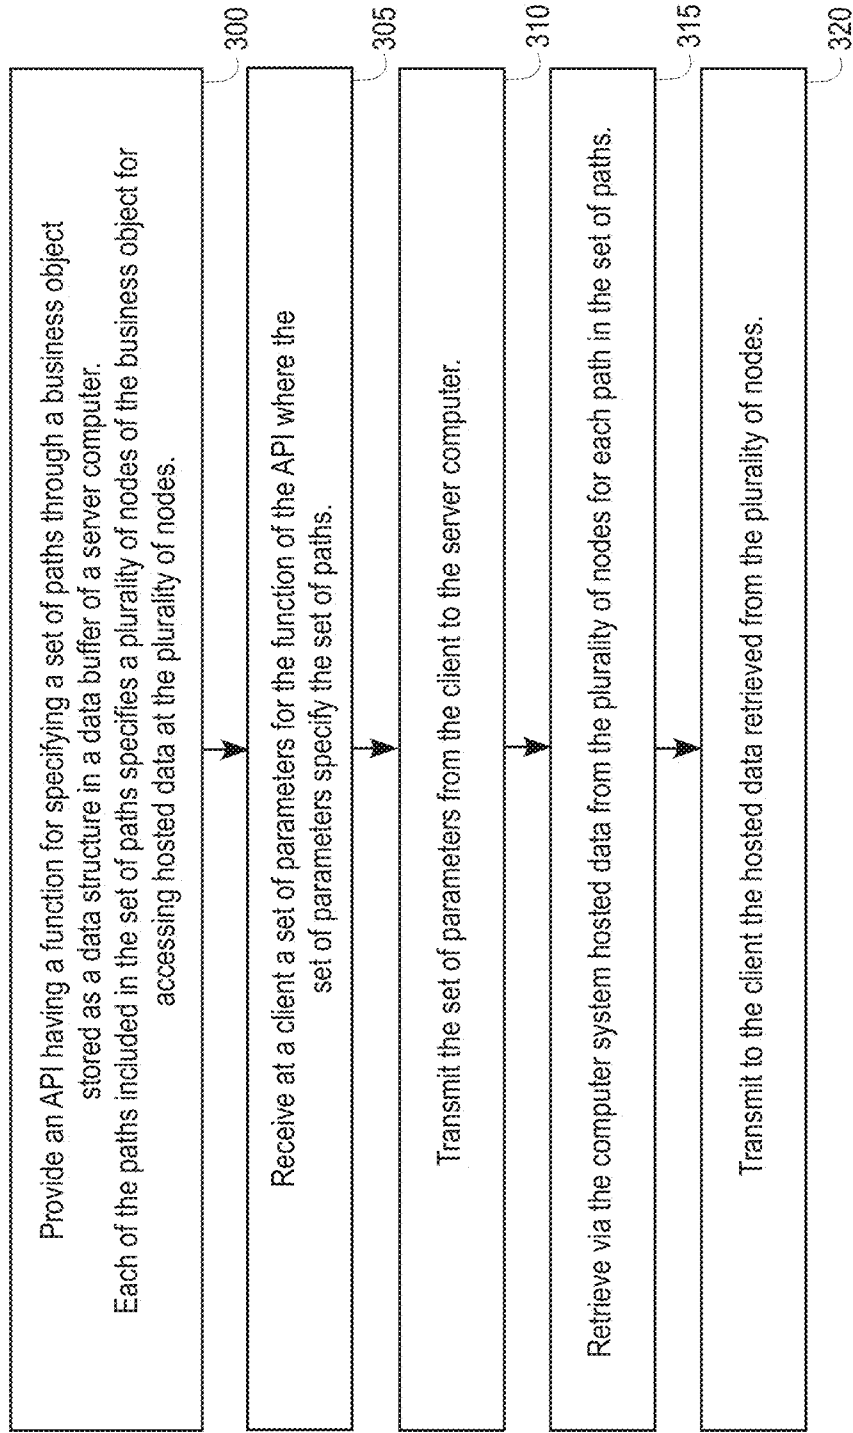 Provide an API having a function for specifying a set of paths through a business object
stored as a data structure in a data buffer of a server computer.
Each of the paths included in the set of paths specifies a plurality of nodes of the business object for
accessing hosted data at the plurality of nodes.
300
Receive at a client a set of parameters for the function of the API where the
set of parameters specify the set of paths.
305
Transmit the set of parameters from the client to the server computer.
310
Retrieve via the computer system hosted data from the plurality of nodes for each path in the set of paths.
315
Transmit to the client the hosted data retrieved from the plurality of nodes.
320